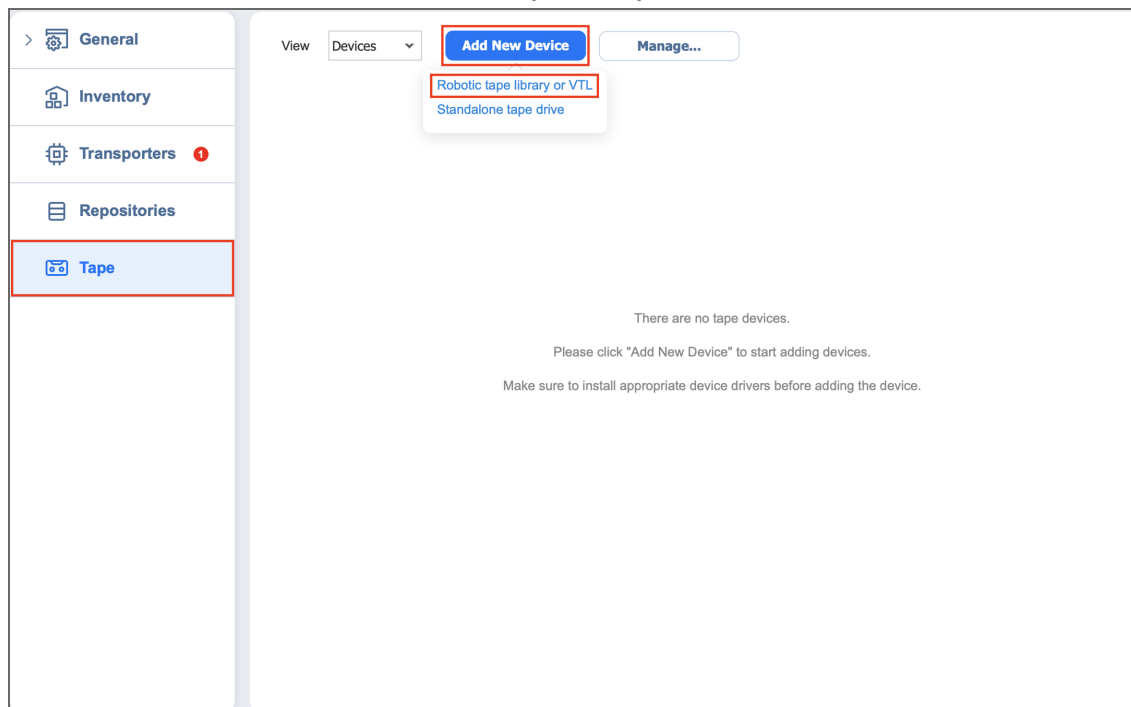 General
Inventory
Transporters 1
Repositories
Tape
View Devices Add New Device Manage...
Robotic tape library or VTL
Standalone tape drive
There are no tape devices.
Please click "Add New Device" to start adding devices.
Make sure to install appropriate device drivers before adding the device.